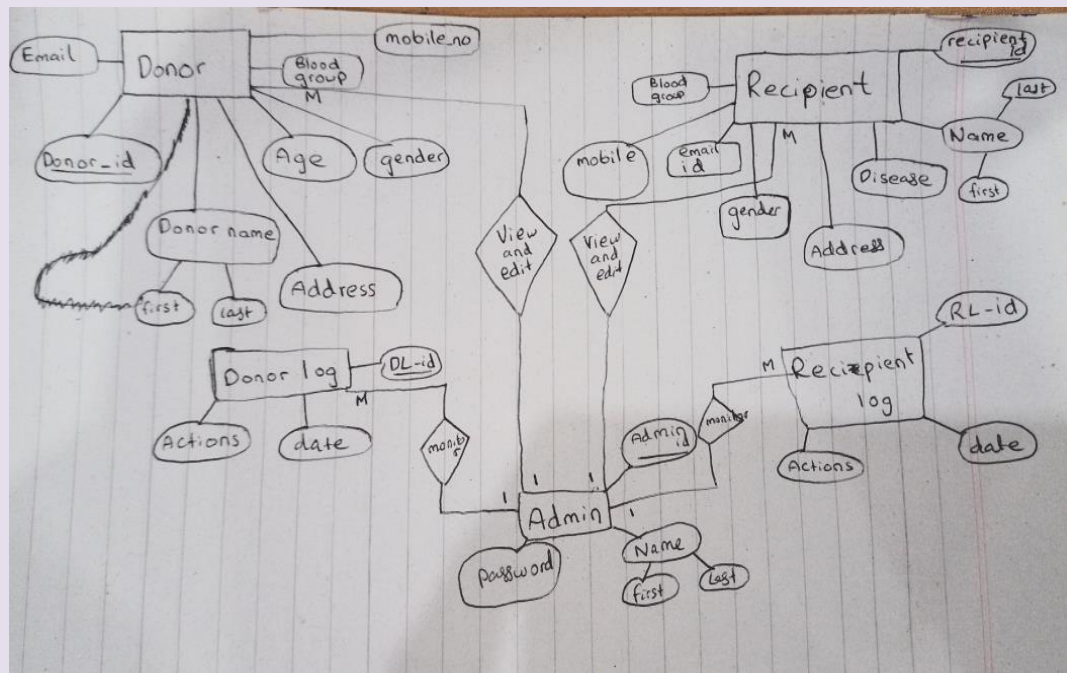 Email
Donor
mobile_no
Blood
group
M
Donor_id
Age
gender
Donor name
first
last
Address
Blood
group
Recipient
recipient
id
Name
last
first
M
mobile
email
id
gender
Address
Disease
View
and
edit
View
and
edit
Donor log
DL-id
M
Actions
date
RL-id
M
Recipient
log
Actions
date
monitor
monitor
Admin
id
1
1
1
1
Admin
Password
Name
first
Last